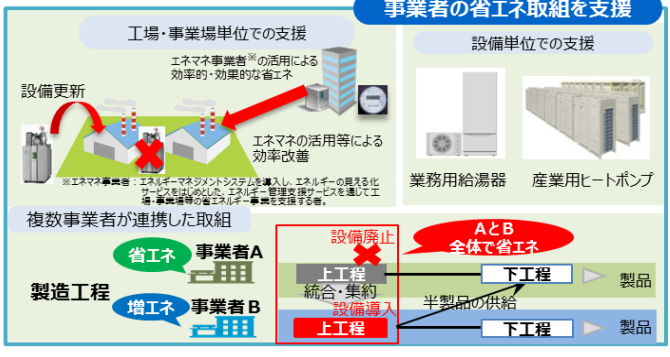 事業者の省エネ取組を支援
工場・事業場単位での支援
エネマネ事業者※の活用による
効率的・効果的な省エネ
設備更新
エネマネの活用等による
効率改善
※エネマネ事業者：エネルギーマネジメントシステムを導入し、エネルギーの見える化
サービスをはじめとした、エネルギー管理支援サービスを通じて工
場・事業場等の省エネルギー事業を支援する者。
設備単位での支援
業務用給湯器
産業用ヒートポンプ
複数事業者が連携した取組
製造工程
省エネ
事業者A
増エネ
事業者B
設備廃止
AとB
全体で省エネ
上工程
統合・集約
設備導入
上工程
下工程
製品
半製品の供給
下工程
製品